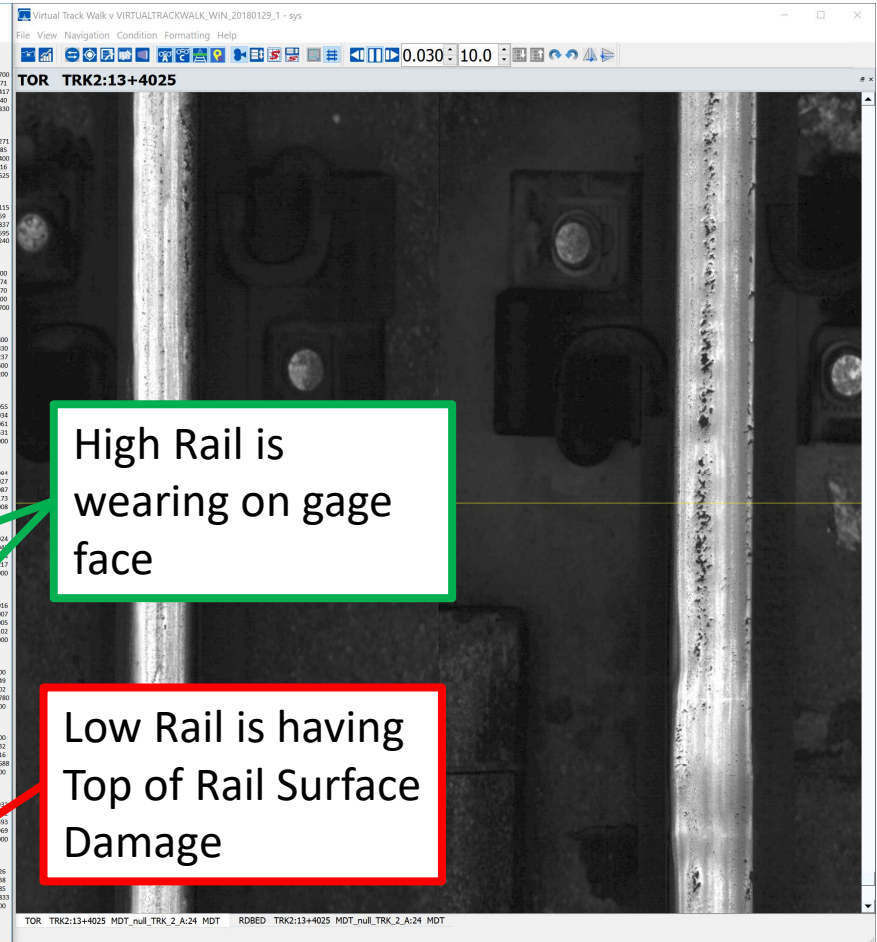 Virtual Track Walk v VIRTUALTRACKWALK_WIN_20180129_1 - sys
File View Navigation Condition Formatting Help
0.030 10.0
TOR TRK2:13+4025
High Rail is
wearing on gage
face
Low Rail is having
Top of Rail Surface
Damage
TOR TRK2:13+4025 MDT_null_TRK_2_A:24 MDT RDBED TRK2:13+4025 MDT_null_TRK_2_A:24 MDT